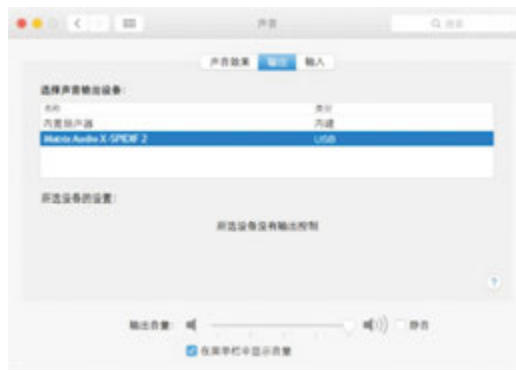 声音
搜索
声音效果 输出 输入
选择声音输出设备:
名称 类型
内置扬声器 内建
Matrix Audio X-SPDIF 2 USB
所选设备的设置:
所选设备没有输出控制
?
输出音量: 静音
在菜单栏中显示音量